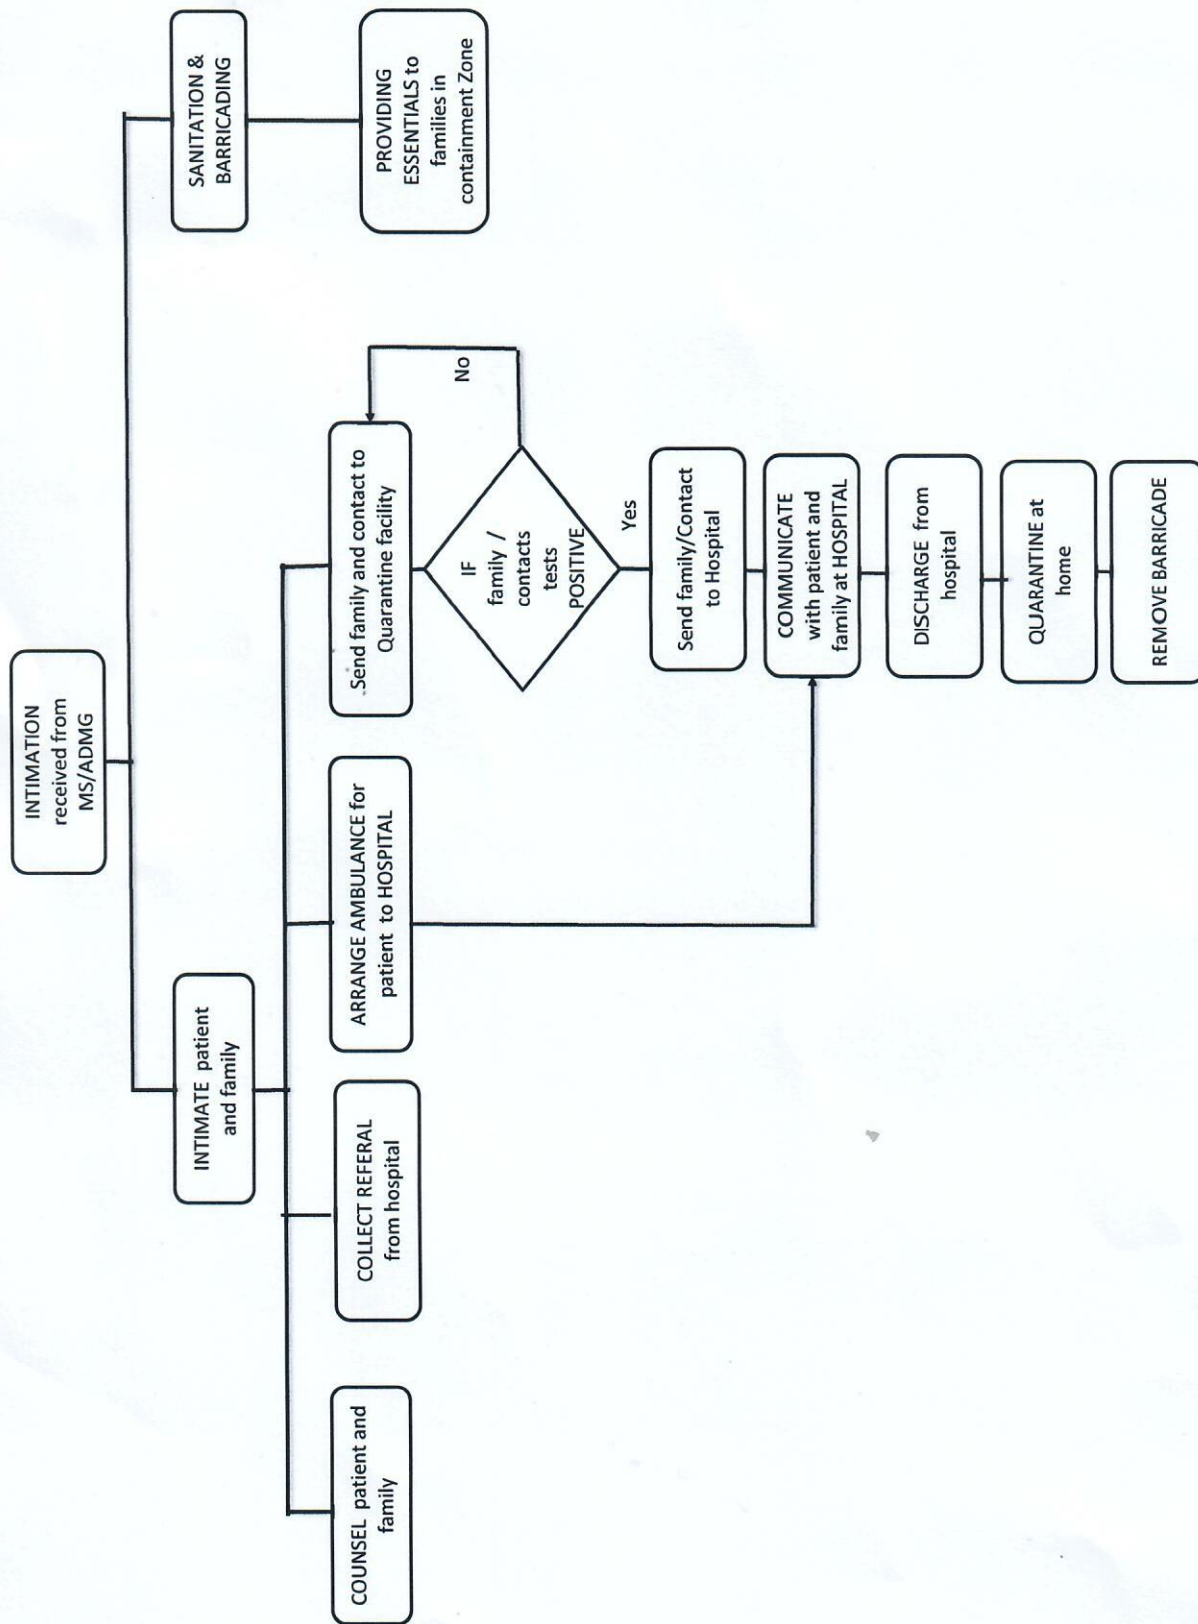 INTIMATION
received from
MS/ADMG
INTIMATE patient
and family
SANITATION &
BARRICADING
COUNSEL patient and
family
COLLECT REFERAL
from hospital
ARRANGE AMBULANCE for
patient to HOSPITAL
Send family and contact to
Quarantine facility
PROVIDING
ESSENTIALS to
families in
containment Zone
No
IF
family /
contacts
tests
POSITIVE
Yes
Send family/Contact
to Hospital
COMMUNICATE
with patient and
family at HOSPITAL
DISCHARGE from
hospital
QUARANTINE at
home
REMOVE BARRICADE